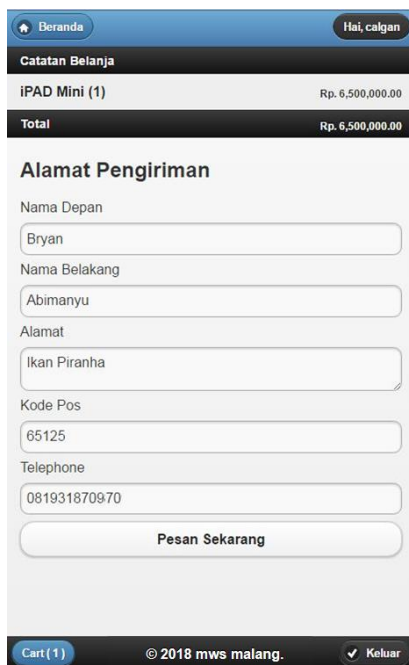 Beranda Hai, calgan
Catatan Belanja
iPAD Mini (1) Rp. 6,500,000.00
Total Rp. 6,500,000.00
Alamat Pengiriman
Nama Depan
Bryan
Nama Belakang
Abimanyu
Alamat
Ikan Piranha
Kode Pos
65125
Telephone
081931870970
Pesan Sekarang
Cart ( 1 ) © 2018 mws malang. Keluar